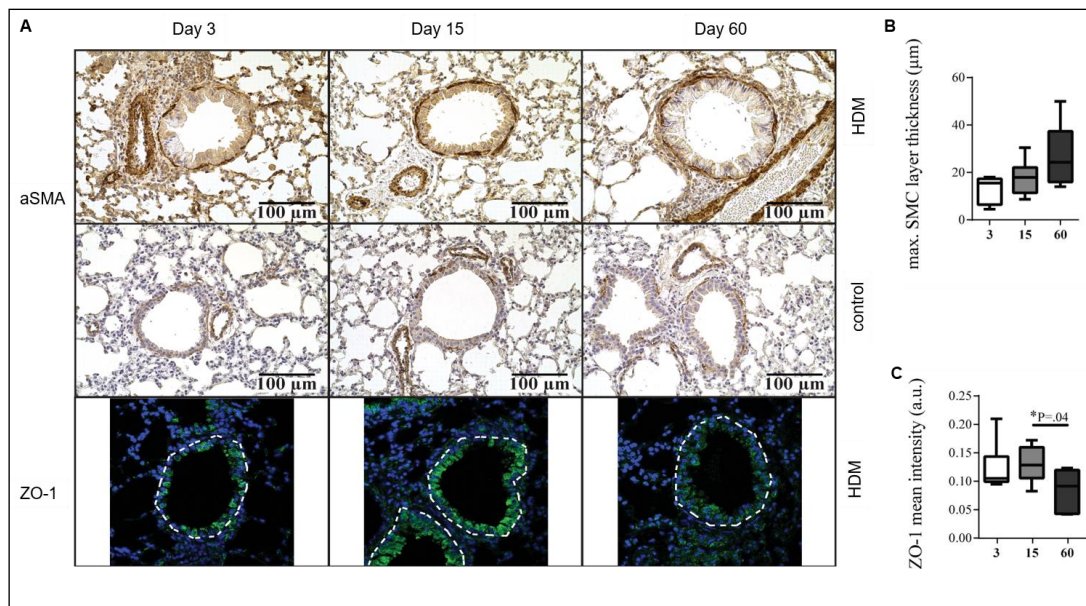 A
Day 3
Day 15
Day 60
aSMA
100 µm
100 µm
100 µm
HDM
100 µm
100 µm
100 µm
control
ZO-1
HDM
B
max. SMC layer thickness (µm)
60
40
20
0
3 15 60
C
ZO-1 mean intensity (a.u.)
0.25
0.20
0.15
0.10
0.05
0.00
*P=.04
3 15 60